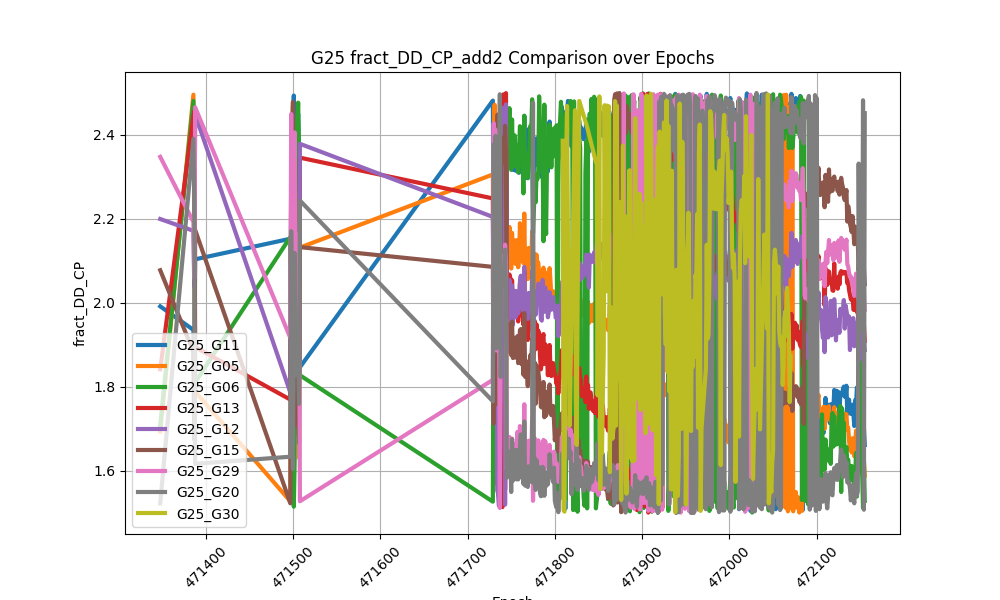 G25 fract_DD_CP_add2 Comparison over Epochs
fract_DD_CP
2.4
2.2
2.0
1.8
1.6
G25_G11
G25_G05
G25_G06
G25_G13
G25_G12
G25_G15
G25_G29
G25_G20
G25_G30
471400
471500
471600
471700
471800
471900
472000
472100
Epoch